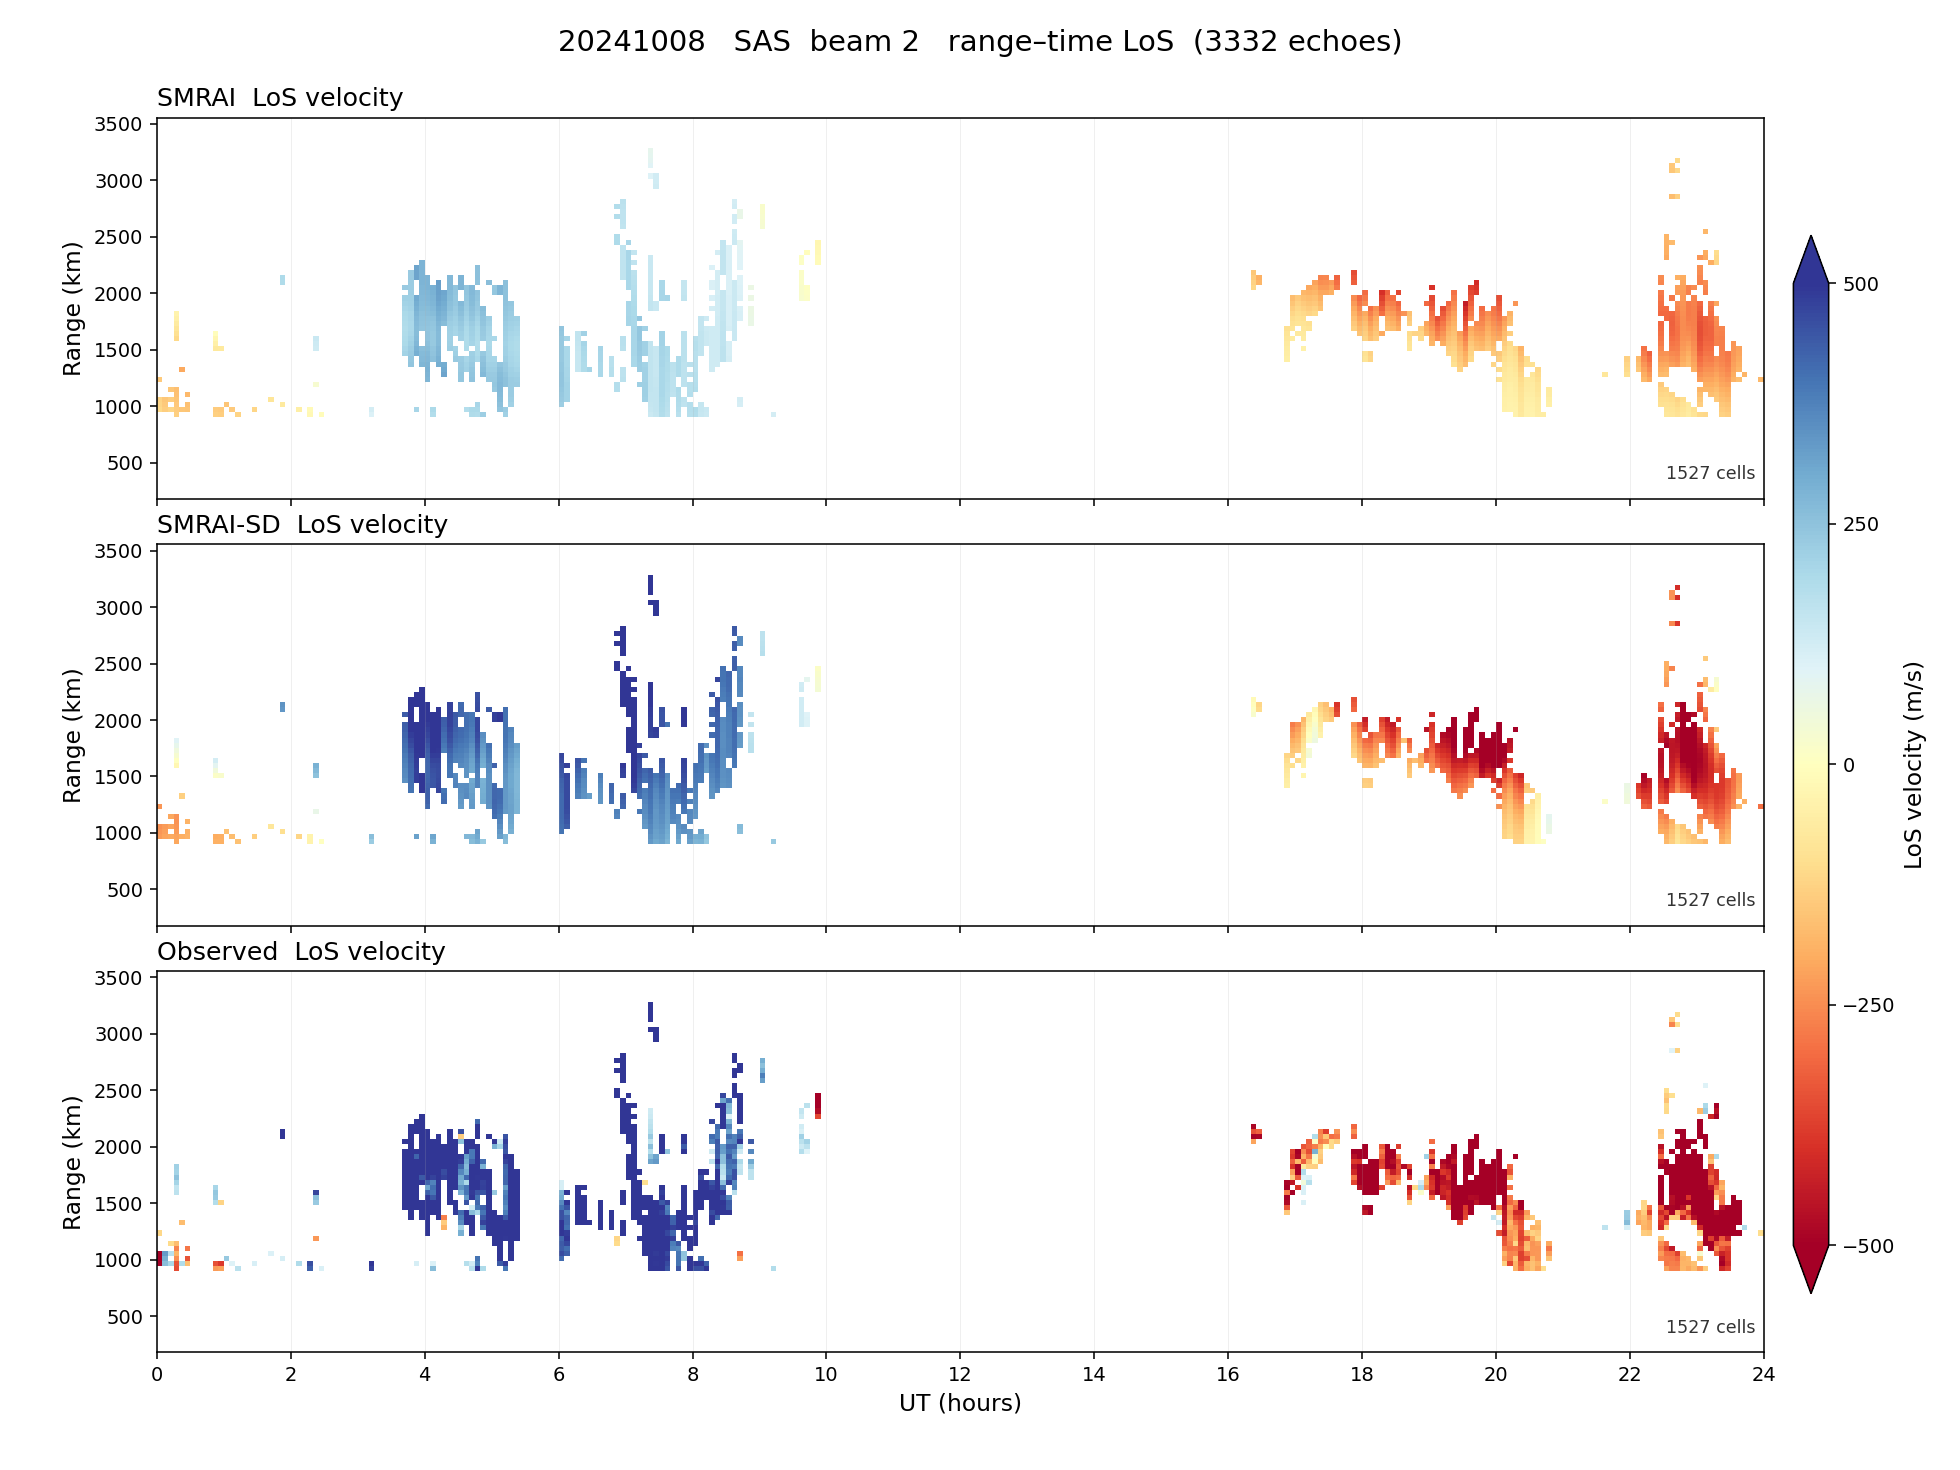 20241008   SAS  beam 2   range–time LoS  (3332 echoes)
SMRAI  LoS velocity
3500
3000
2500
2000
1500
1000
500
Range (km)
1527 cells
SMRAI-SD  LoS velocity
3500
3000
2500
2000
1500
1000
500
Range (km)
1527 cells
Observed  LoS velocity
3500
3000
2500
2000
1500
1000
500
Range (km)
1527 cells
0 2 4 6 8 10 12 14 16 18 20 22 24
UT (hours)
500
250
0
−250
−500
LoS velocity (m/s)